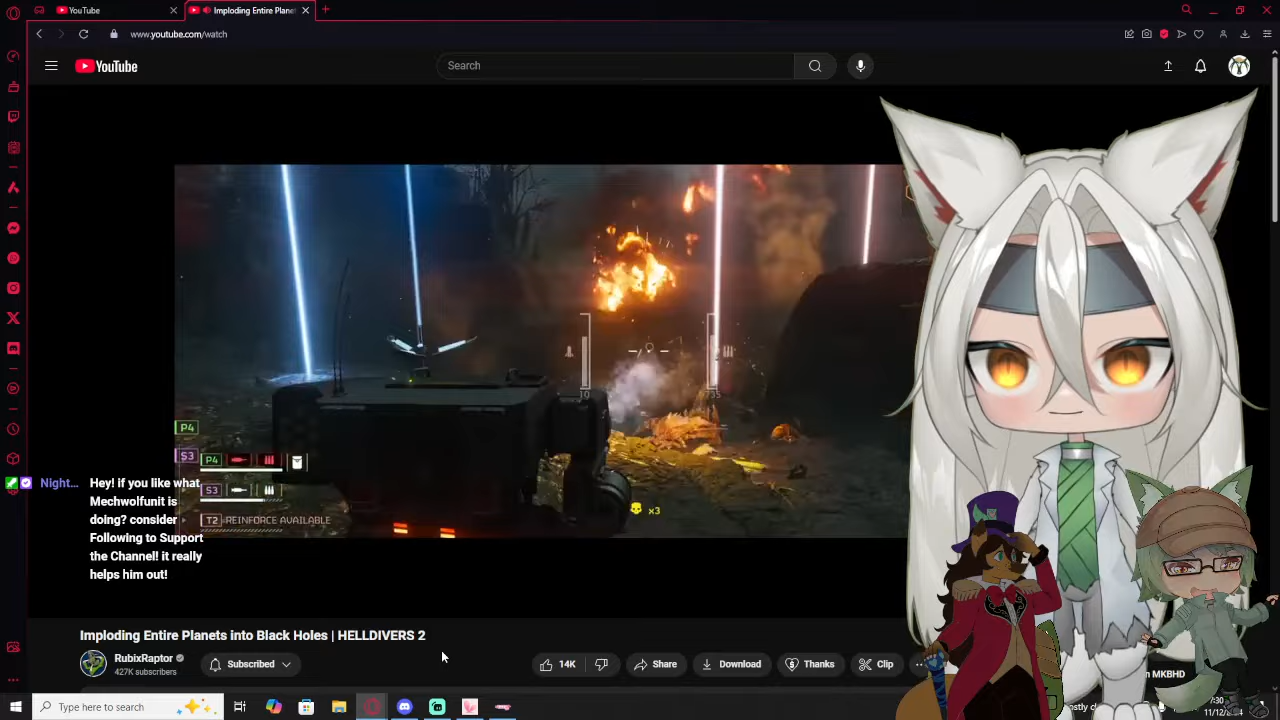 YouTube
Imploding Entire Plane
www.youtube.com/watch
YouTube
Search
P4
S3
P4
S3
T2 REINFORCE AVAILABLE
10
735
x3
Night... Hey! if you like what
Mechwolfunit is
doing? consider
Following to Support
the Channel! it really
helps him out!
Imploding Entire Planets into Black Holes | HELLDIVERS 2
RubixRaptor
427K subscribers
Subscribed
14K
Share
Download
Thanks
Clip
MKBHD
Type here to search